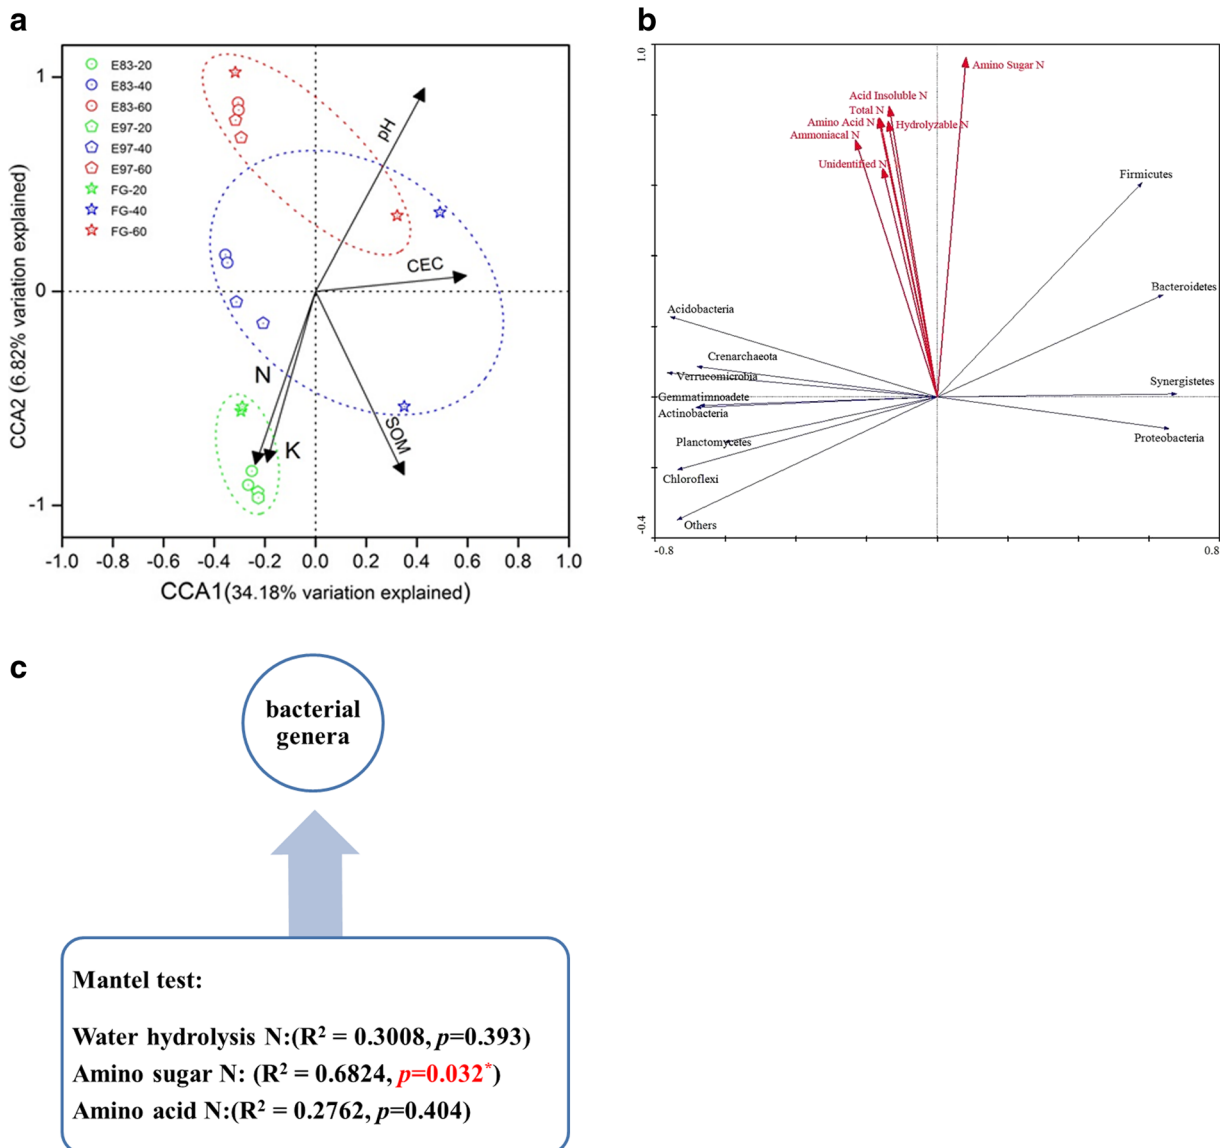 a
CCA2 (6.82% variation explained)
1
0
-1
E83-20
E83-40
E83-60
E97-20
E97-40
E97-60
FG-20
FG-40
FG-60
pH
CEC
N
K
SOM
-1.0 -0.8 -0.6 -0.4 -0.2 0.0 0.2 0.4 0.6 0.8 1.0
CCA1(34.18% variation explained)
b
1.0
Amino Sugar N
Acid Insoluble N
Total N
Amino Acid N
Hydrolyzable N
Ammoniacal N
Unidentified N
Firmicutes
Bacteroidetes
Acidobacteria
Crenarchaeota
Verrucomicrobia
Synergistetes
Gemmatimnoadete
Actinobacteria
Proteobacteria
Planctomycetes
Chloroflexi
Others
-0.4
-0.8 0.8
c
bacterial
genera
Mantel test:
Water hydrolysis N:(R² = 0.3008, p=0.393)
Amino sugar N: (R² = 0.6824, p=0.032*)
Amino acid N:(R² = 0.2762, p=0.404)